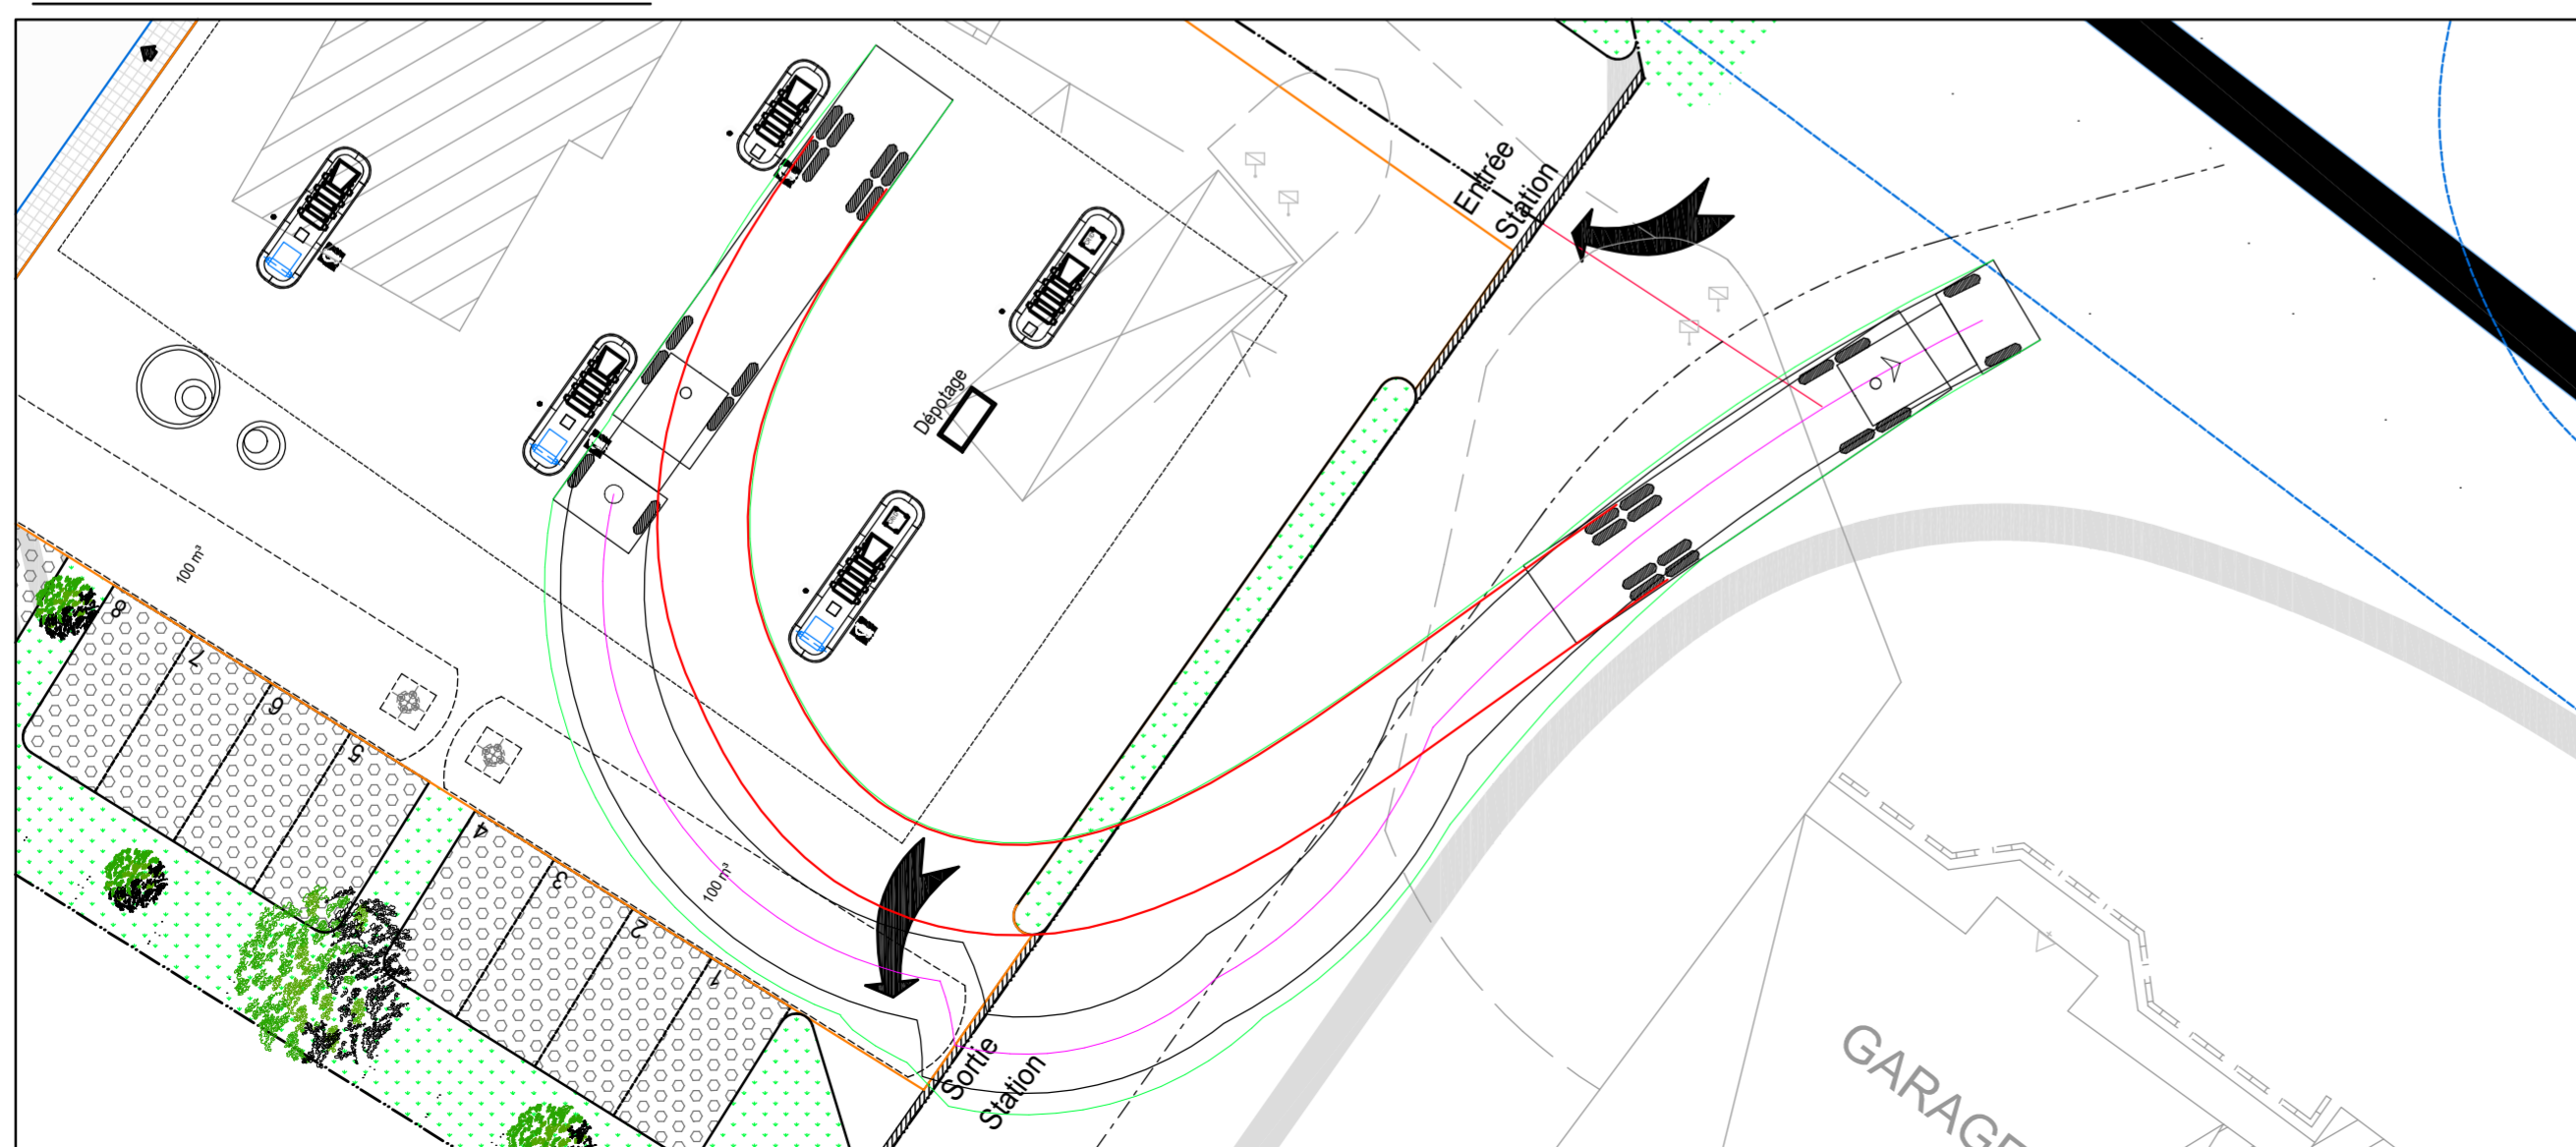 Entrée
Station
Dépotage
100 m³
8
7
6
5
4
3
2
1
100 m³
Sortie
Station
GARAGE